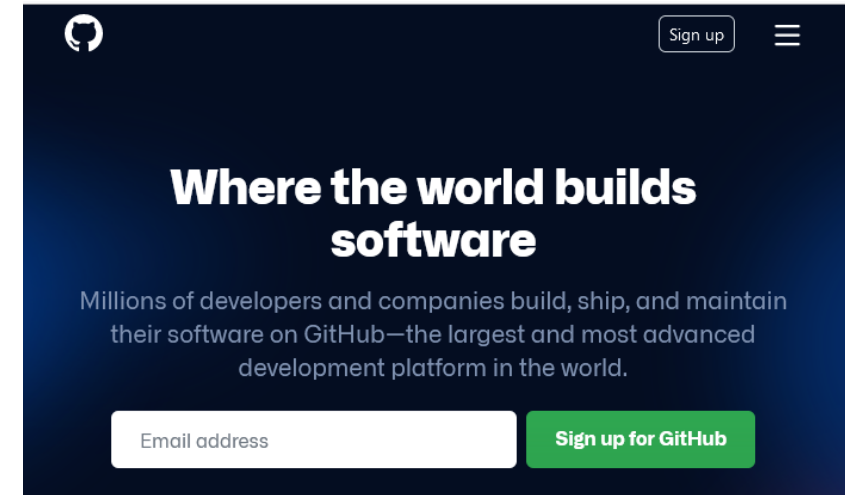 Sign up
Where the world builds
software
Millions of developers and companies build, ship, and maintain
their software on GitHub—the largest and most advanced
development platform in the world.
Email address
Sign up for GitHub